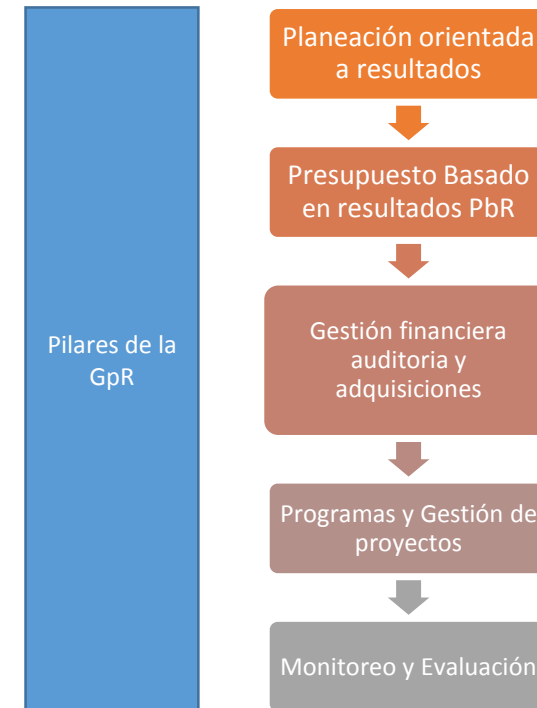 Pilares de la
GpR
Planeación orientada
a resultados
Presupuesto Basado
en resultados PbR
Gestión financiera
auditoria y
adquisiciones
Programas y Gestión de
proyectos
Monitoreo y Evaluación